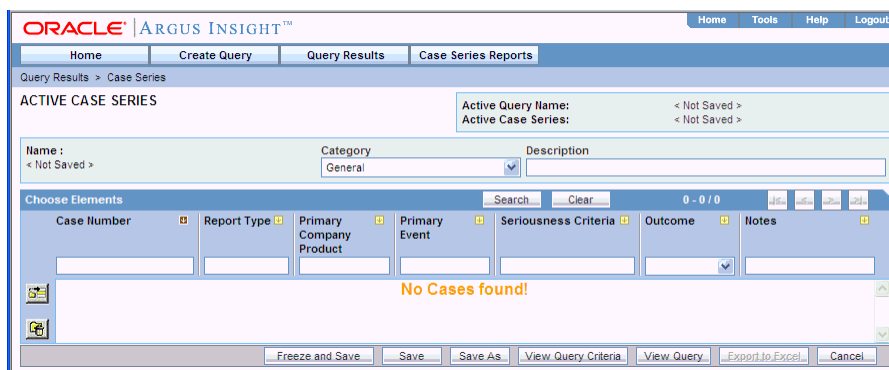 Home Tools Help Logout
ORACLE® | ARGUS INSIGHT™
Home Create Query Query Results Case Series Reports
Query Results > Case Series
ACTIVE CASE SERIES
Active Query Name: < Not Saved >
Active Case Series: < Not Saved >
Name : Category Description
< Not Saved > General
Choose Elements Search Clear 0 - 0 / 0
Case Number Report Type Primary Company Product Primary Event Seriousness Criteria Outcome Notes
No Cases found!
Freeze and Save Save Save As View Query Criteria View Query Export to Excel Cancel